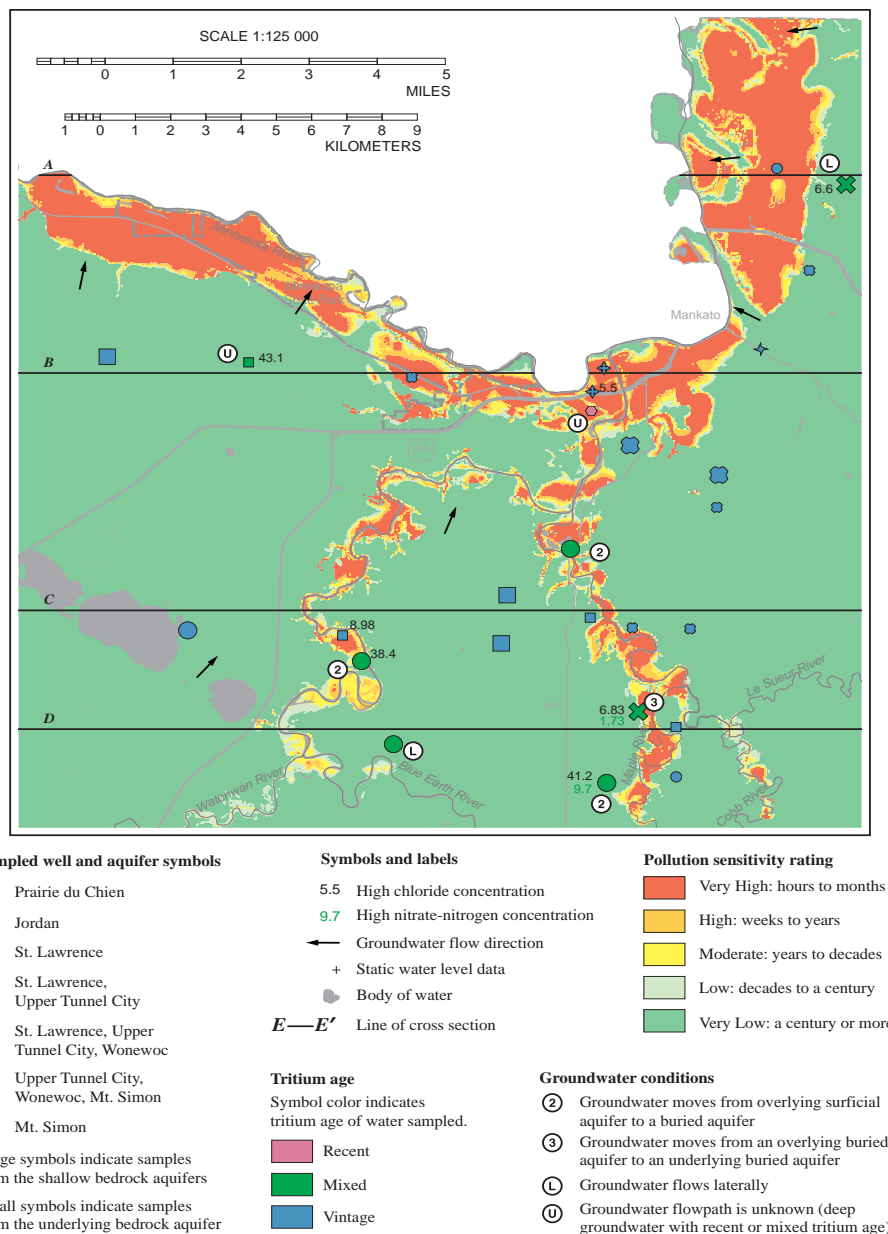 SCALE 1:125 000
0 1 2 3 4 5
MILES
1 0 1 2 3 4 5 6 7 8 9
KILOMETERS
A
L
6.6
Minnesota River
Mankato
U
43.1
B
5.5
U
2
C
8.98
38.4
2
Le Sueur River
3
6.83
1.73
D
Maple River
L
Watonwan River
Blue Earth River
41.2
9.7
2
Cobb River
mpled well and aquifer symbols
Prairie du Chien
Jordan
St. Lawrence
St. Lawrence,
Upper Tunnel City
St. Lawrence, Upper
Tunnel City, Wonewoc
Upper Tunnel City,
Wonewoc, Mt. Simon
Mt. Simon
ge symbols indicate samples
m the shallow bedrock aquifers
all symbols indicate samples
m the underlying bedrock aquifer
Symbols and labels
5.5 High chloride concentration
9.7 High nitrate-nitrogen concentration
Groundwater flow direction
+ Static water level data
Body of water
E—E′ Line of cross section
Tritium age
Symbol color indicates
tritium age of water sampled.
Recent
Mixed
Vintage
Pollution sensitivity rating
Very High: hours to months
High: weeks to years
Moderate: years to decades
Low: decades to a century
Very Low: a century or more
Groundwater conditions
2 Groundwater moves from overlying surficial
aquifer to a buried aquifer
3 Groundwater moves from an overlying buried
aquifer to an underlying buried aquifer
L Groundwater flows laterally
U Groundwater flowpath is unknown (deep
groundwater with recent or mixed tritium age)